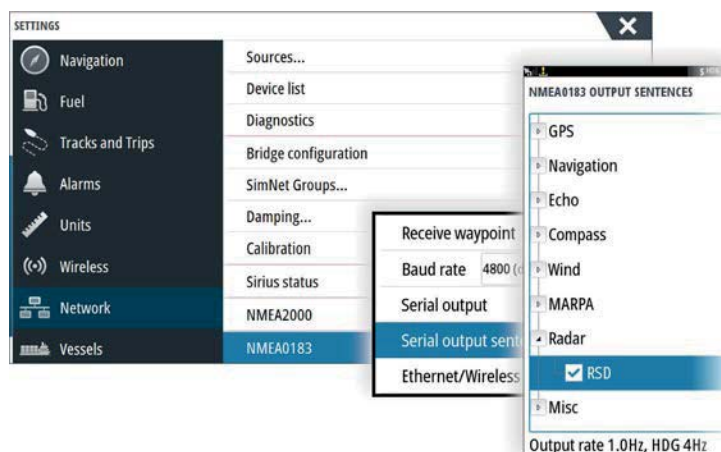 SETTINGS
Navigation
Fuel
Tracks and Trips
Alarms
Units
Wireless
Network
Vessels
Sources...
Device list
Diagnostics
Bridge configuration
SimNet Groups...
Damping...
Calibration
Sirius status
NMEA2000
NMEA0183
Receive waypoint
Baud rate 4800
Serial output
Serial output
Ethernet/Wireless
NMEA0183 OUTPUT SENTENCES
GPS
Navigation
Echo
Compass
Wind
MARPA
Radar
RSD
Misc
Output rate 1.0Hz, HDG 4Hz